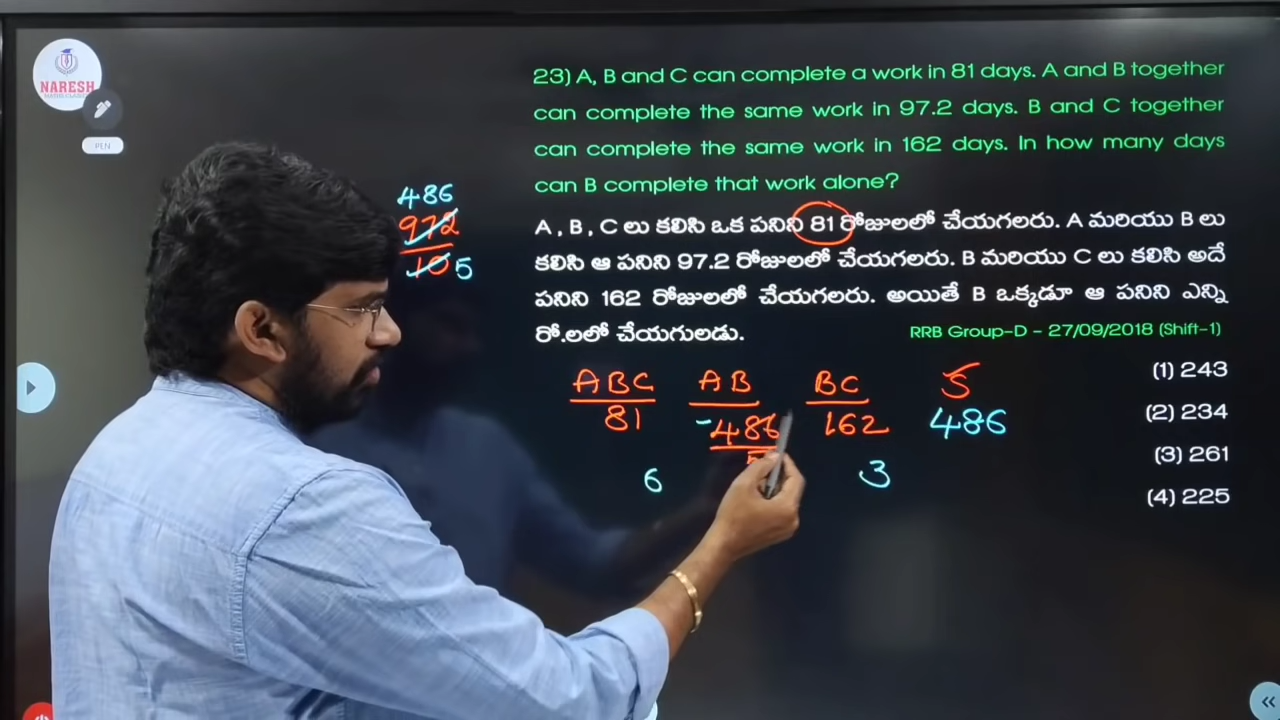 NARESH
PEN
23) A, B and C can complete a work in 81 days. A and B together
can complete the same work in 97.2 days. B and C together
can complete the same work in 162 days. In how many days
can B complete that work alone?
A , B , C లు కలిసి ఒక పనిని 81 రోజులలో చేయగలరు. A మరియు B లు
కలిసి ఆ పనిని 97.2 రోజులలో చేయగలరు. B మరియు C లు కలిసి అదే
పనిని 162 రోజులలో చేయగలరు. అయితే B ఒక్కడూ ఆ పనిని ఎన్ని
రో.లలో చేయగులడు.
RRB Group-D - 27/09/2018 (Shift-1)
486
972
10 5
ABC AB BC 5
81 486 162 486
5
6 3
(1) 243
(2) 234
(3) 261
(4) 225